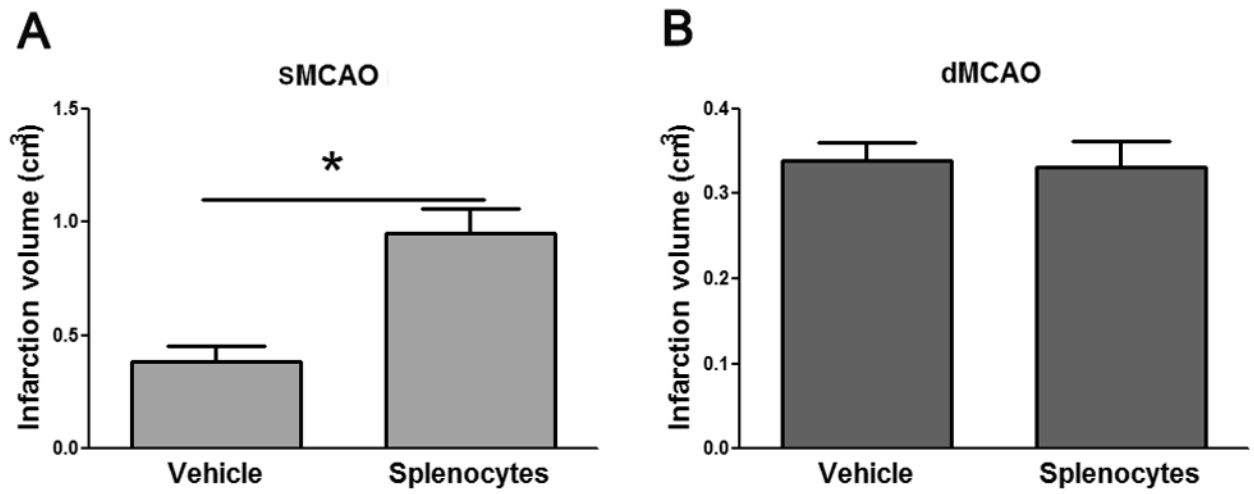 A
sMCAO
Infarction volume (cm³)
1.5
1.0
0.5
0.0
*
Vehicle
Splenocytes
B
dMCAO
Infarction volume (cm³)
0.4
0.3
0.2
0.1
0.0
Vehicle
Splenocytes